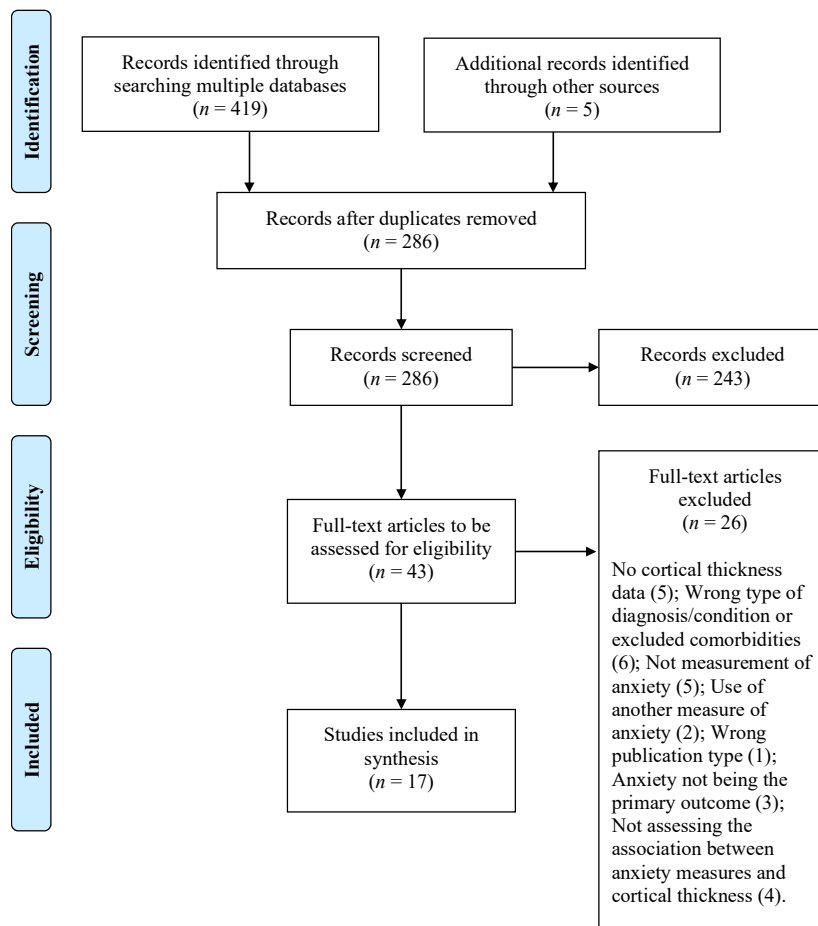 Identification
Records identified through
searching multiple databases
(n = 419)
Additional records identified
through other sources
(n = 5)
Records after duplicates removed
(n = 286)
Screening
Records screened
(n = 286)
Records excluded
(n = 243)
Eligibility
Full-text articles to be
assessed for eligibility
(n = 43)
Full-text articles
excluded
(n = 26)
No cortical thickness
data (5); Wrong type of
diagnosis/condition or
excluded comorbidities
(6); Not measurement of
anxiety (5); Use of
another measure of
anxiety (2); Wrong
publication type (1);
Anxiety not being the
primary outcome (3);
Not assessing the
association between
anxiety measures and
cortical thickness (4).
Included
Studies included in
synthesis
(n = 17)